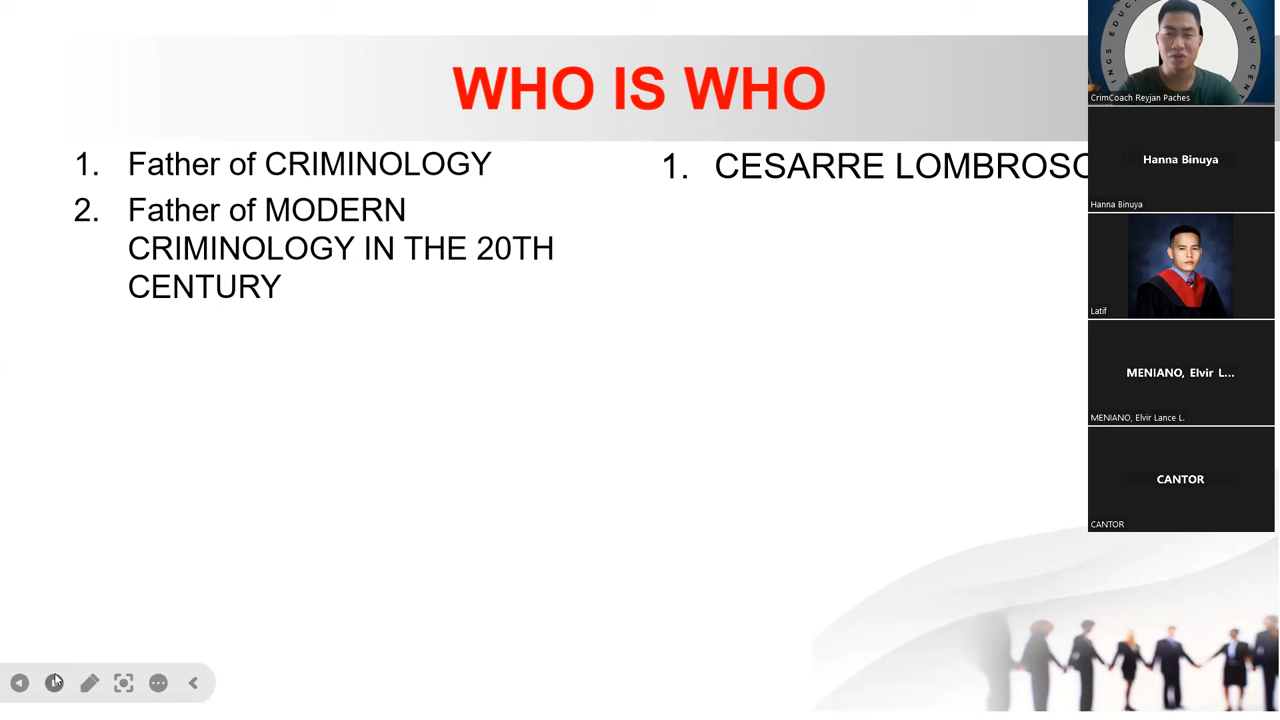 WHO IS WHO
1. Father of CRIMINOLOGY
2. Father of MODERN
CRIMINOLOGY IN THE 20TH
CENTURY
1. CESARRE LOMBROSO
CrimCoach Reyjan Paches
Hanna Binuya
Hanna Binuya
Latif
MENIANO, Elvir L...
MENIANO, Elvir Lance L.
CANTOR
CANTOR